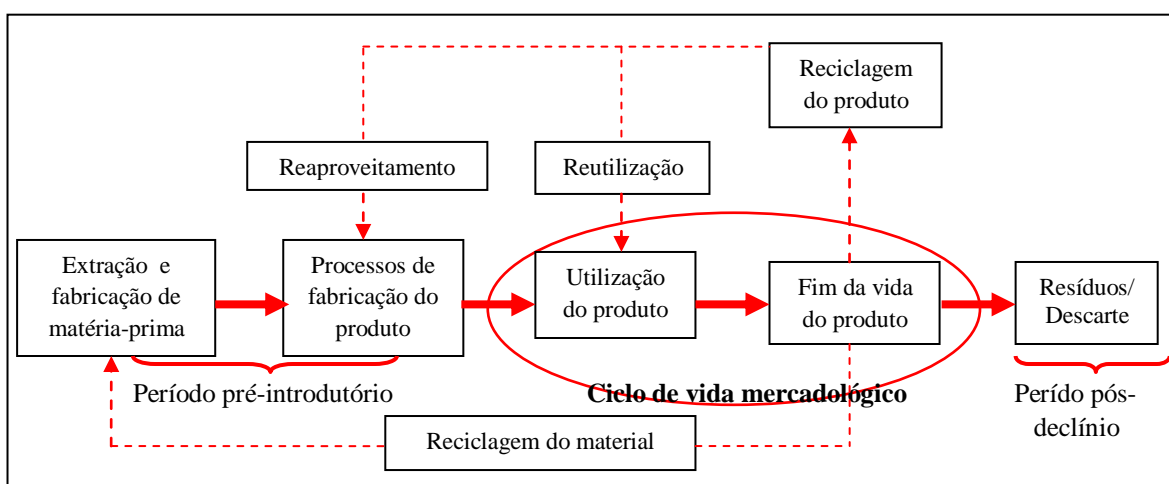 Reciclagem
do produto
Reaproveitamento
Reutilização
Extração e
fabricação de
matéria-prima
Processos de
fabricação do
produto
Utilização
do produto
Fim da vida
do produto
Resíduos/
Descarte
Período pré-introdutório
Ciclo de vida mercadológico
Perído pós-
declínio
Reciclagem do material